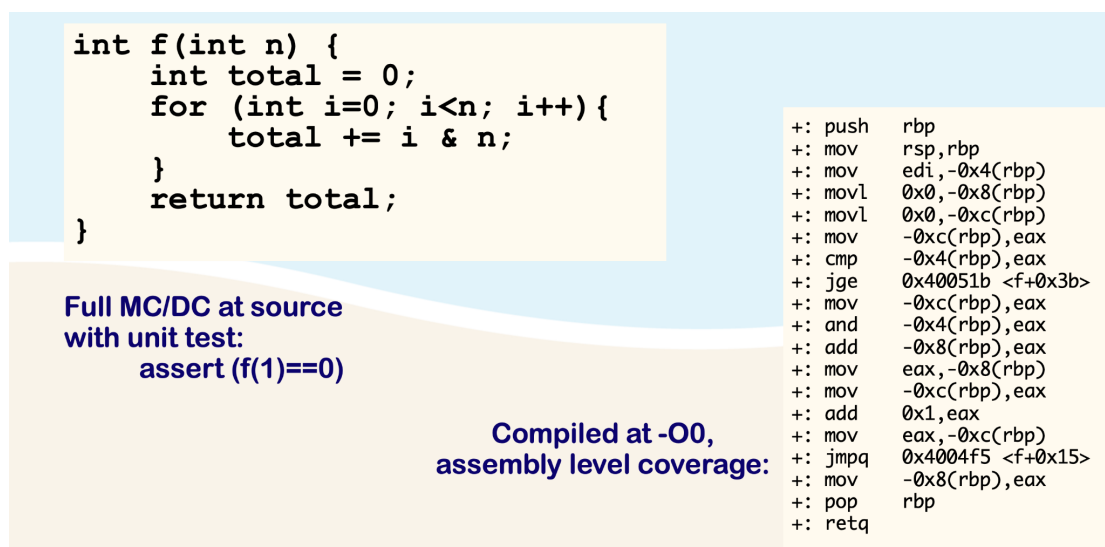 int f(int n) {
int total = 0;
for (int i=0; i<n; i++){
total += i & n;
}
return total;
}
Full MC/DC at source
with unit test:
assert (f(1)==0)
Compiled at -O0,
assembly level coverage:
+: push rbp
+: mov rsp,rbp
+: mov edi,-0x4(rbp)
+: movl 0x0,-0x8(rbp)
+: movl 0x0,-0xc(rbp)
+: mov -0xc(rbp),eax
+: cmp -0x4(rbp),eax
+: jge 0x40051b <f+0x3b>
+: mov -0xc(rbp),eax
+: and -0x4(rbp),eax
+: add -0x8(rbp),eax
+: mov eax,-0x8(rbp)
+: mov -0xc(rbp),eax
+: add 0x1,eax
+: mov eax,-0xc(rbp)
+: jmpq 0x4004f5 <f+0x15>
+: mov -0x8(rbp),eax
+: pop rbp
+: retq